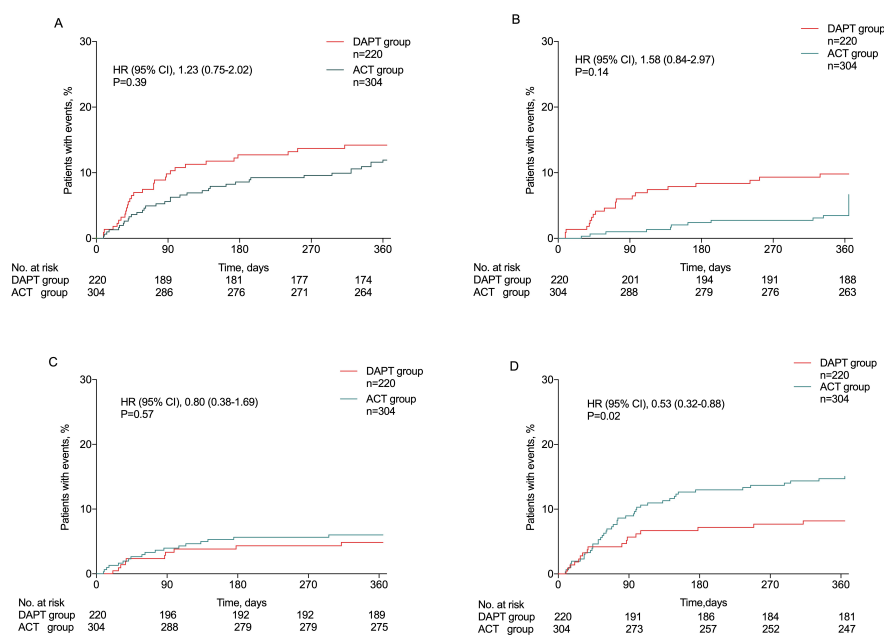 A
30
20
10
0
Patients with events, %
DAPT group
n=220
ACT group
n=304
HR (95% CI), 1.23 (0.75-2.02)
P=0.39
0 90 180 270 360
Time, days
No. at risk
DAPT group 220 189 181 177 174
ACT group 304 286 276 271 264
B
30
20
10
0
Patients with events, %
DAPT group
n=220
ACT group
n=304
HR (95% CI), 1.58 (0.84-2.97)
P=0.14
0 90 180 270 360
Time, days
No. at risk
DAPT group 220 201 194 191 188
ACT group 304 288 279 276 263
C
30
20
10
0
Patients with events, %
DAPT group
n=220
ACT group
n=304
HR (95% CI), 0.80 (0.38-1.69)
P=0.57
0 90 180 270 360
Time, days
No. at risk
DAPT group 220 196 192 192 189
ACT group 304 288 279 279 275
D
30
20
10
0
Patients with events, %
DAPT group
n=220
ACT group
n=304
HR (95% CI), 0.53 (0.32-0.88)
P=0.02
0 90 180 270 360
Time,days
No. at risk
DAPT group 220 191 186 184 181
ACT group 304 273 257 252 247